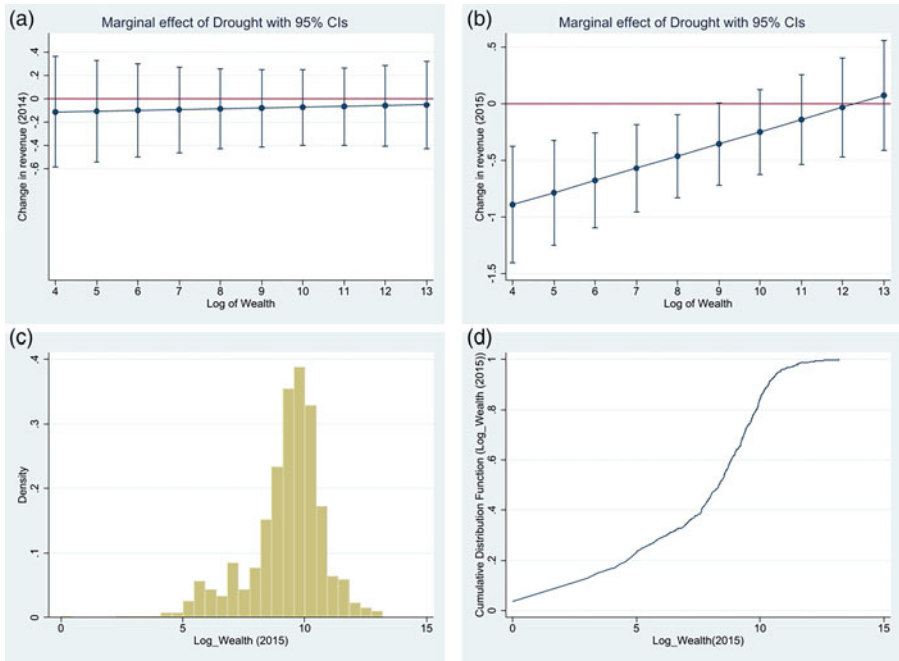 (a)
Marginal effect of Drought with 95% CIs
Change in revenue (2014)
.4
.2
0
-.2
-.4
-.6
4 5 6 7 8 9 10 11 12 13
Log of Wealth
(b)
Marginal effect of Drought with 95% CIs
Change in revenue (2015)
.5
0
-.5
-1
-1.5
4 5 6 7 8 9 10 11 12 13
Log of Wealth
(c)
Density
.4
.3
.2
.1
0
0 5 10 15
Log_Wealth (2015)
(d)
Cumulative Distribution Function (Log_Wealth (2015))
1
.8
.6
.4
.2
0
0 5 10 15
Log_Wealth(2015)